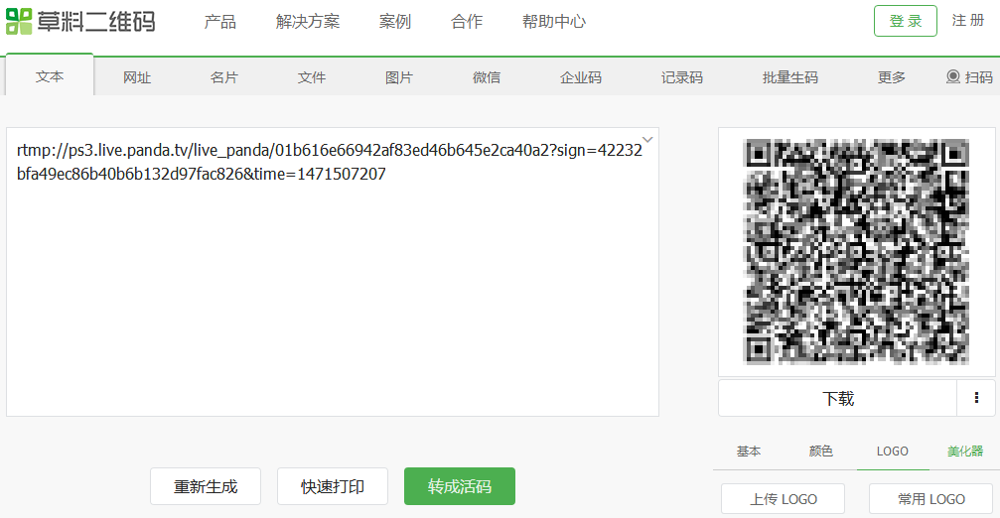 草料二维码 产品 解决方案 案例 合作 帮助中心 登录 注册
文本 网址 名片 文件 图片 微信 企业码 记录码 批量生码 更多 扫码
rtmp://ps3.live.panda.tv/live_panda/01b616e66942af83ed46b645e2ca40a2?sign=42232
bfa49ec86b40b6b132d97fac826&time=1471507207
下载
基本 颜色 LOGO 美化器
重新生成 快速打印 转成活码
上传 LOGO 常用 LOGO